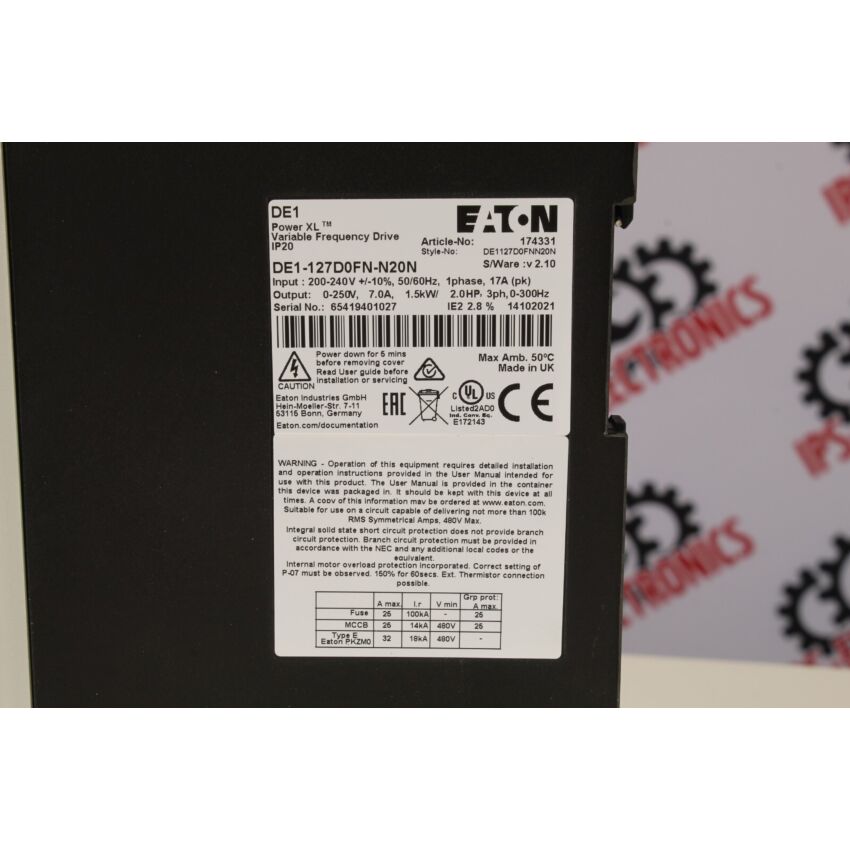 DE1
Power XL™
Variable Frequency Drive
IP20
EATON
Article-No: 174331
Style-No: DE1127D0FNN20N
DE1-127D0FN-N20N
S/Ware : v 2.10
Input : 200-240V +/-10%, 50/60Hz, 1phase, 17A (pk)
Output: 0-250V, 7.0A, 1.5kW/ 2.0HP, 3ph, 0-300Hz
Serial No.: 65419401027 IE2 2.8 % 14102021
CAUTION
Power down for 5 mins
before removing cover
Read User guide before
installation or servicing
Max Amb. 50°C
Made in UK
Eaton Industries GmbH
Hein-Moeller-Str. 7-11
53115 Bonn, Germany
Eaton.com/documentation
EAC
C UL US
Listed2AD0
Ind. Conv. Eq.
E172143
CE
WARNING - Operation of this equipment requires detailed installation
and operation instructions provided in the User Manual intended for
use with this product. The User Manual is provided in the container
this device was packaged in. It should be kept with this device at all
times. A copy of this information may be ordered at www.eaton.com.
Suitable for use on a circuit capable of delivering not more than 100k
RMS Symmetrical Amps, 480V Max.
Integral solid state short circuit protection does not provide branch
circuit protection. Branch circuit protection must be provided in
accordance with the NEC and any additional local codes or the
equivalent.
Internal motor overload protection incorporated. Correct setting of
P-07 must be observed. 150% for 60secs. Ext. Thermistor connection
possible.
A max. I.r V min Grp prot: A max.
Fuse 25 100kA - 25
MCCB 25 14kA 480V 25
Type E
Eaton PKZM0 32 18kA 480V -
IPS ELECTRONICS